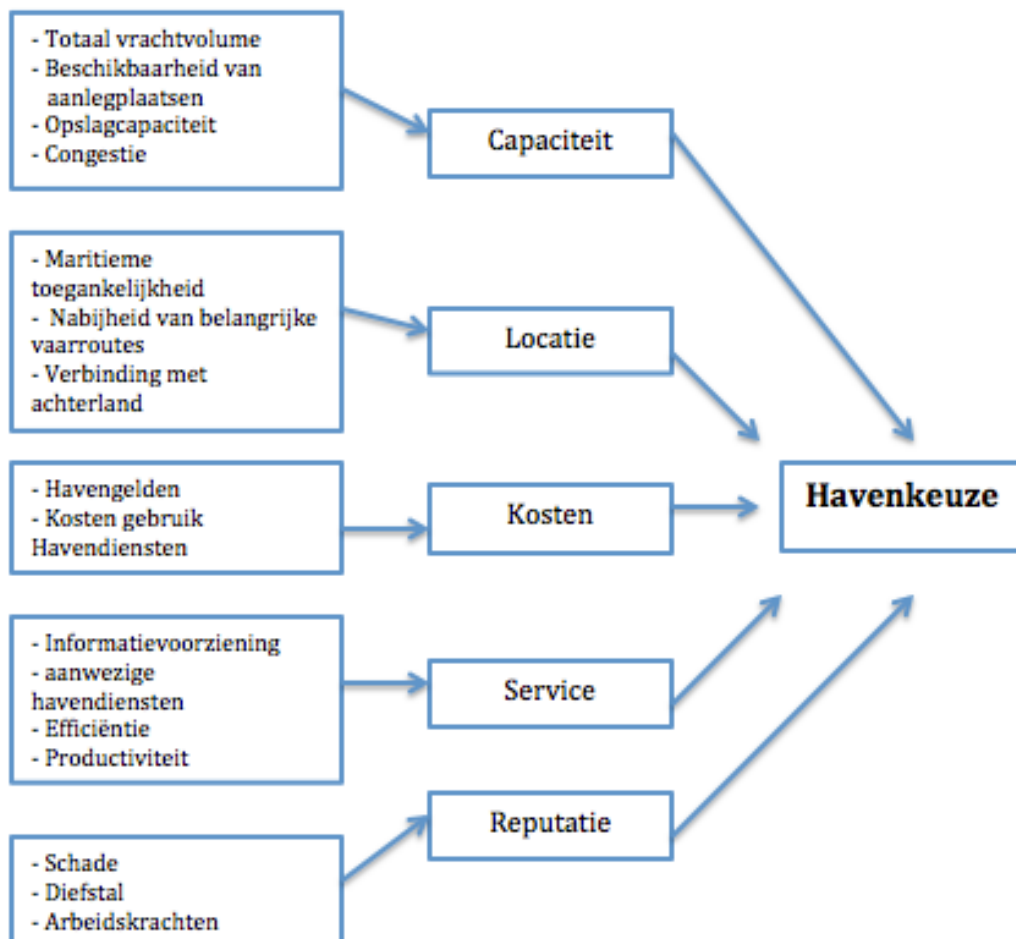 - Totaal vrachtvolume
- Beschikbaarheid van
aanlegplaatsen
- Opslagcapaciteit
- Congestie
Capaciteit
- Maritieme
toegankelijkheid
- Nabijheid van belangrijke
vaarroutes
- Verbinding met
achterland
Locatie
- Havengelden
- Kosten gebruik
Havendiensten
Kosten
Havenkeuze
- Informatievoorziening
- aanwezige
havendiensten
- Efficiëntie
- Productiviteit
Service
Reputatie
- Schade
- Diefstal
- Arbeidskrachten